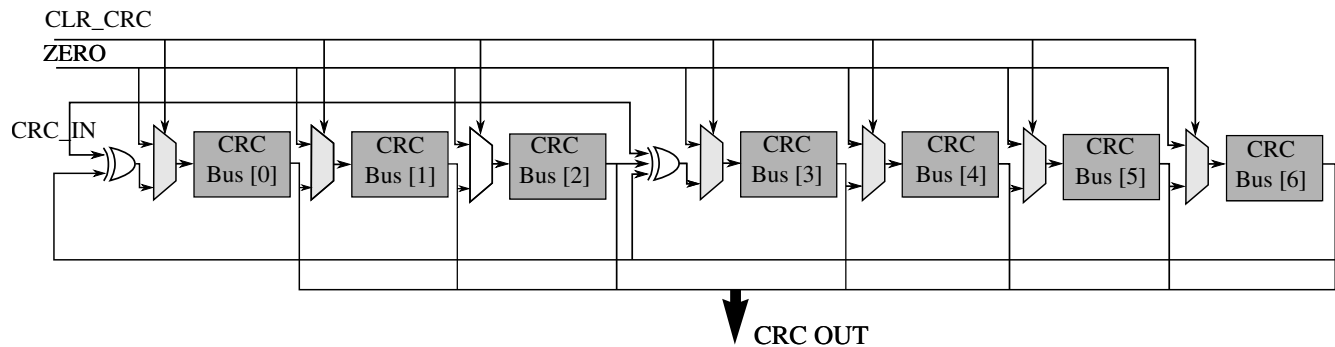 CLR_CRC
ZERO
CRC_IN
CRC
Bus [0]
CRC
Bus [1]
CRC
Bus [2]
CRC
Bus [3]
CRC
Bus [4]
CRC
Bus [5]
CRC
Bus [6]
CRC OUT